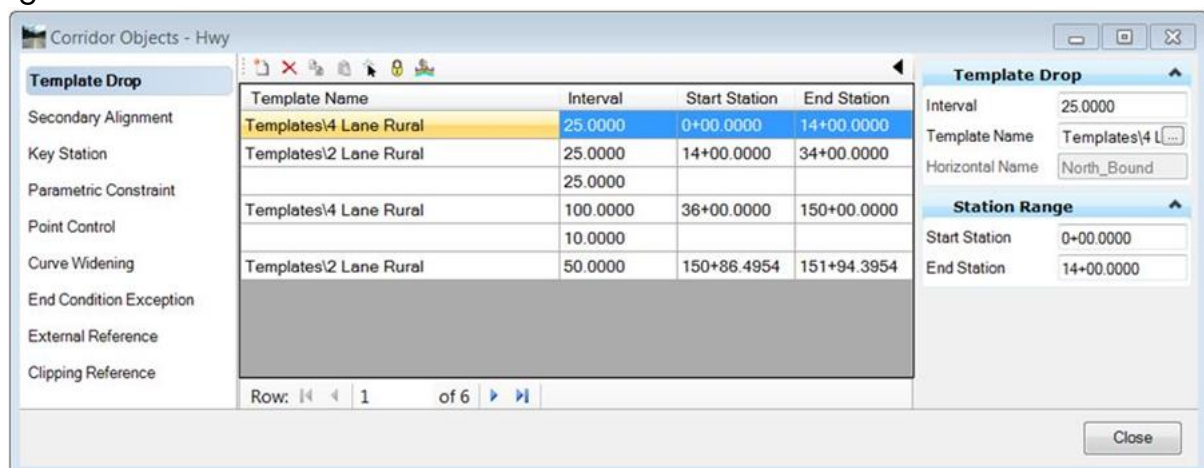 Corridor Objects - Hwy
Template Drop
Secondary Alignment
Key Station
Parametric Constraint
Point Control
Curve Widening
End Condition Exception
External Reference
Clipping Reference
Template Name Interval Start Station End Station
Templates\4 Lane Rural 25.0000 0+00.0000 14+00.0000
Templates\2 Lane Rural 25.0000 14+00.0000 34+00.0000
25.0000
Templates\4 Lane Rural 100.0000 36+00.0000 150+00.0000
10.0000
Templates\2 Lane Rural 50.0000 150+86.4954 151+94.3954
Row: 1 of 6
Template Drop
Interval 25.0000
Template Name Templates\4 L...
Horizontal Name North_Bound
Station Range
Start Station 0+00.0000
End Station 14+00.0000
Close